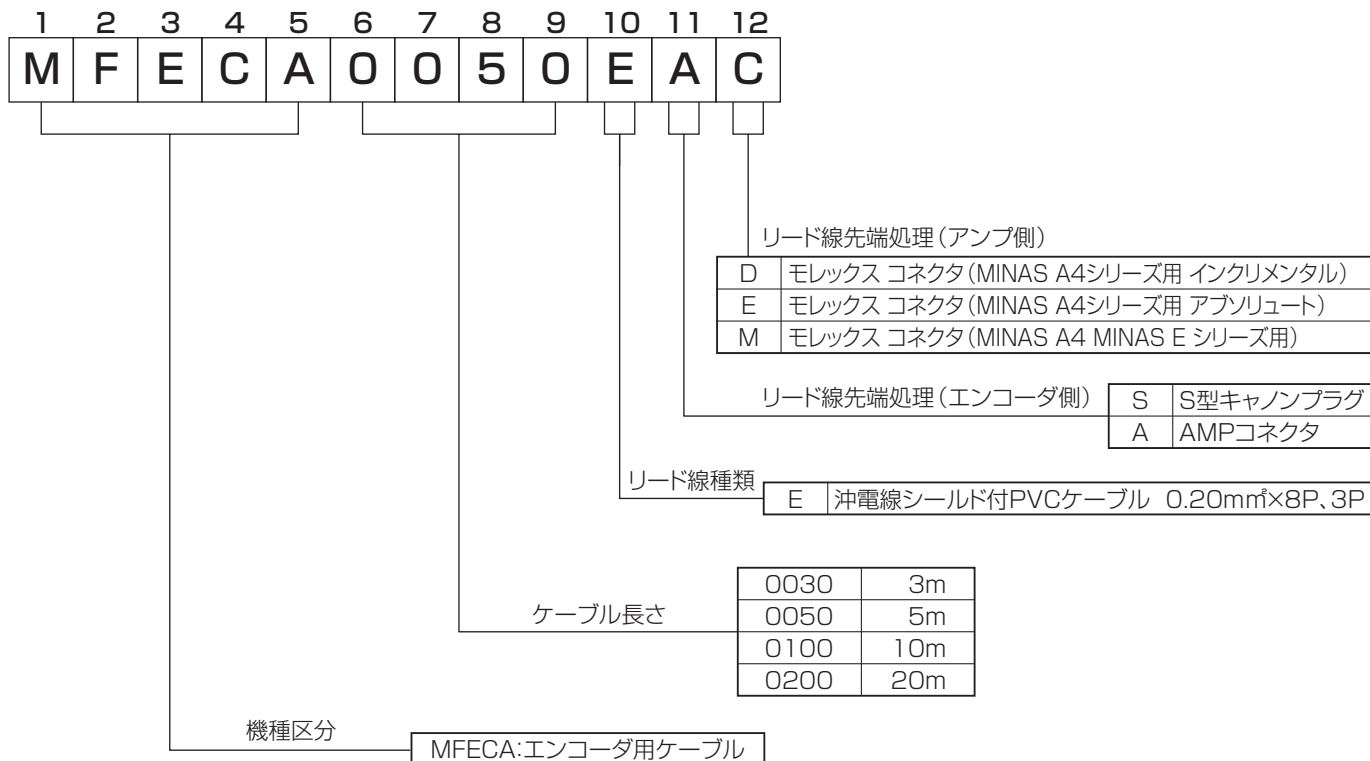 1 2 3 4 5 6 7 8 9 10 11 12
M F E C A 0 0 5 0 E A C
リード線先端処理(アンプ側)
D モレックス コネクタ(MINAS A4シリーズ用 インクリメンタル)
E モレックス コネクタ(MINAS A4シリーズ用 アブソリュート)
M モレックス コネクタ(MINAS A4 MINAS E シリーズ用)
リード線先端処理(エンコーダ側) S S型キャノンプラグ
A AMPコネクタ
リード線種類 E 沖電線シールド付PVCケーブル 0.20m㎡×8P、3P
0030 3m
ケーブル長さ 0050 5m
0100 10m
0200 20m
機種区分 MFECA:エンコーダ用ケーブル